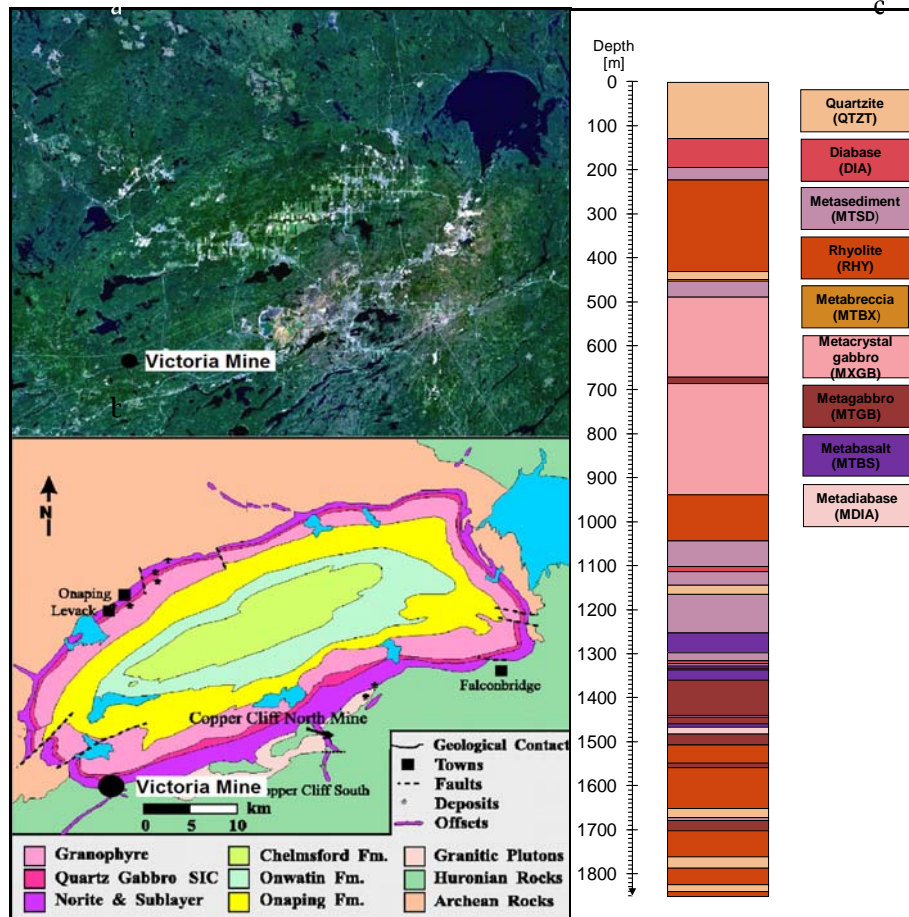 a
Victoria Mine
b
N
Onaping
Levack
Falconbridge
Copper Cliff North Mine
Victoria Mine
opper Cliff South
km
0 5 10
Geological Contact
Towns
Faults
Deposits
Offsets
Granophyre
Quartz Gabbro SIC
Norite & Sublayer
Chelmsford Fm.
Onwatin Fm.
Onaping Fm.
Granitic Plutons
Huronian Rocks
Archean Rocks
c
Depth
[m]
0
100
200
300
400
500
600
700
800
900
1000
1100
1200
1300
1400
1500
1600
1700
1800
Quartzite
(QTZT)
Diabase
(DIA)
Metasediment
(MTSD)
Rhyolite
(RHY)
Metabreccia
(MTBX)
Metacrystal
gabbro
(MXGB)
Metagabbro
(MTGB)
Metabasalt
(MTBS)
Metadiabase
(MDIA)